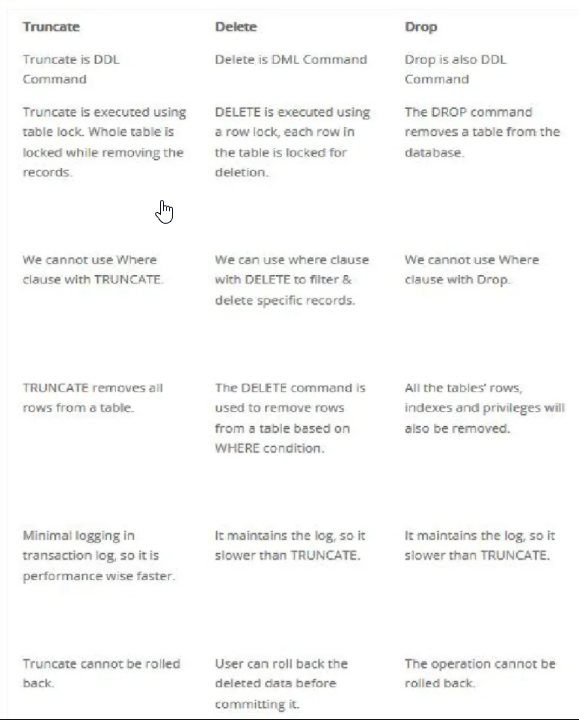 Truncate
Delete
Drop
Truncate is DDL
Command
Delete is DML Command
Drop is also DDL
Command
Truncate is executed using
table lock. Whole table is
locked while removing the
records.
DELETE is executed using
a row lock, each row in
the table is locked for
deletion.
The DROP command
removes a table from the
database.
We cannot use Where
clause with TRUNCATE.
We can use where clause
with DELETE to filter &
delete specific records.
We cannot use Where
clause with Drop.
TRUNCATE removes all
rows from a table.
The DELETE command is
used to remove rows
from a table based on
WHERE condition.
All the tables' rows,
indexes and privileges will
also be removed.
Minimal logging in
transaction log, so it is
performance wise faster.
It maintains the log, so it
slower than TRUNCATE.
It maintains the log, so it
slower than TRUNCATE.
Truncate cannot be rolled
back.
User can roll back the
deleted data before
committing it.
The operation cannot be
rolled back.